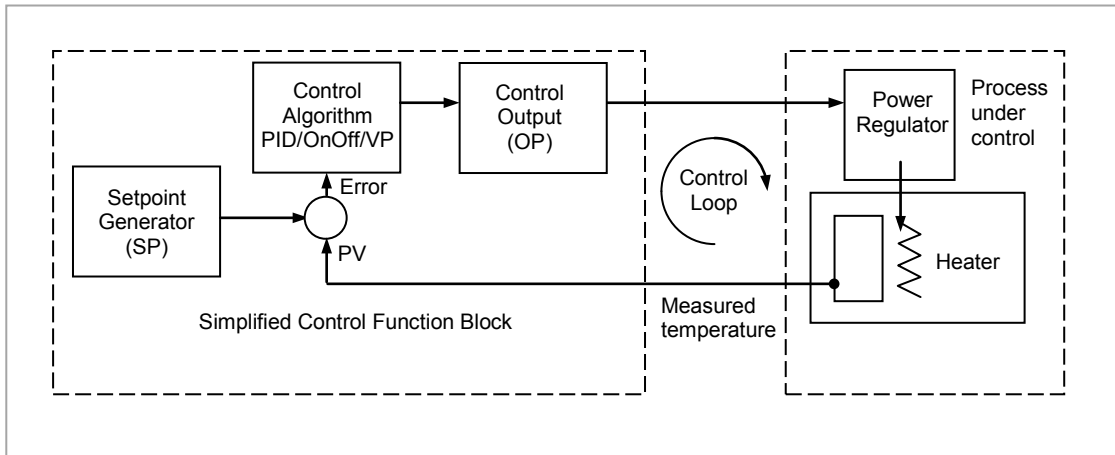 Control
Algorithm
PID/OnOff/VP
Control
Output
(OP)
Power
Regulator
Process
under
control
Setpoint
Generator
(SP)
Error
PV
Control
Loop
Heater
Measured
temperature
Simplified Control Function Block